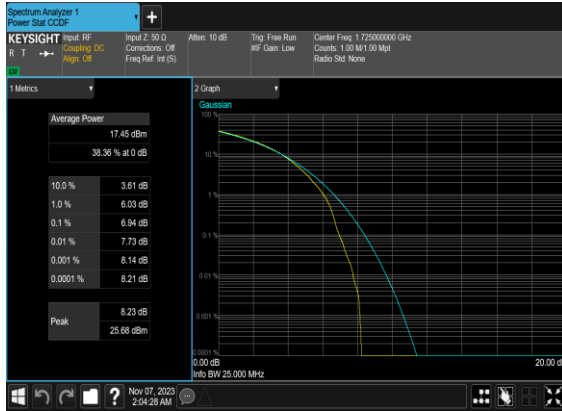 Spectrum Analyzer 1
Power Stat CCDF
+
KEYSIGHT
R T
LU
Input: RF
Coupling: DC
Align: Off
Input Z: 50 Ω
Corrections: Off
Freq Ref: Int (S)
Atten: 10 dB
Trig: Free Run
#IF Gain: Low
Center Freq: 1.725000000 GHz
Counts: 1.00 M/1.00 Mpt
Radio Std: None
1 Metrics
Average Power
17.45 dBm
38.36 % at 0 dB
10.0 % 3.61 dB
1.0 % 6.03 dB
0.1 % 6.94 dB
0.01 % 7.73 dB
0.001 % 8.14 dB
0.0001 % 8.21 dB
Peak
8.23 dB
25.68 dBm
2 Graph
Gaussian
100 %
10 %
1 %
0.1 %
0.01 %
0.001 %
0.0001 %
0.00 dB
20.00 d
Info BW 25.000 MHz
?
Nov 07, 2023
2:04:28 AM